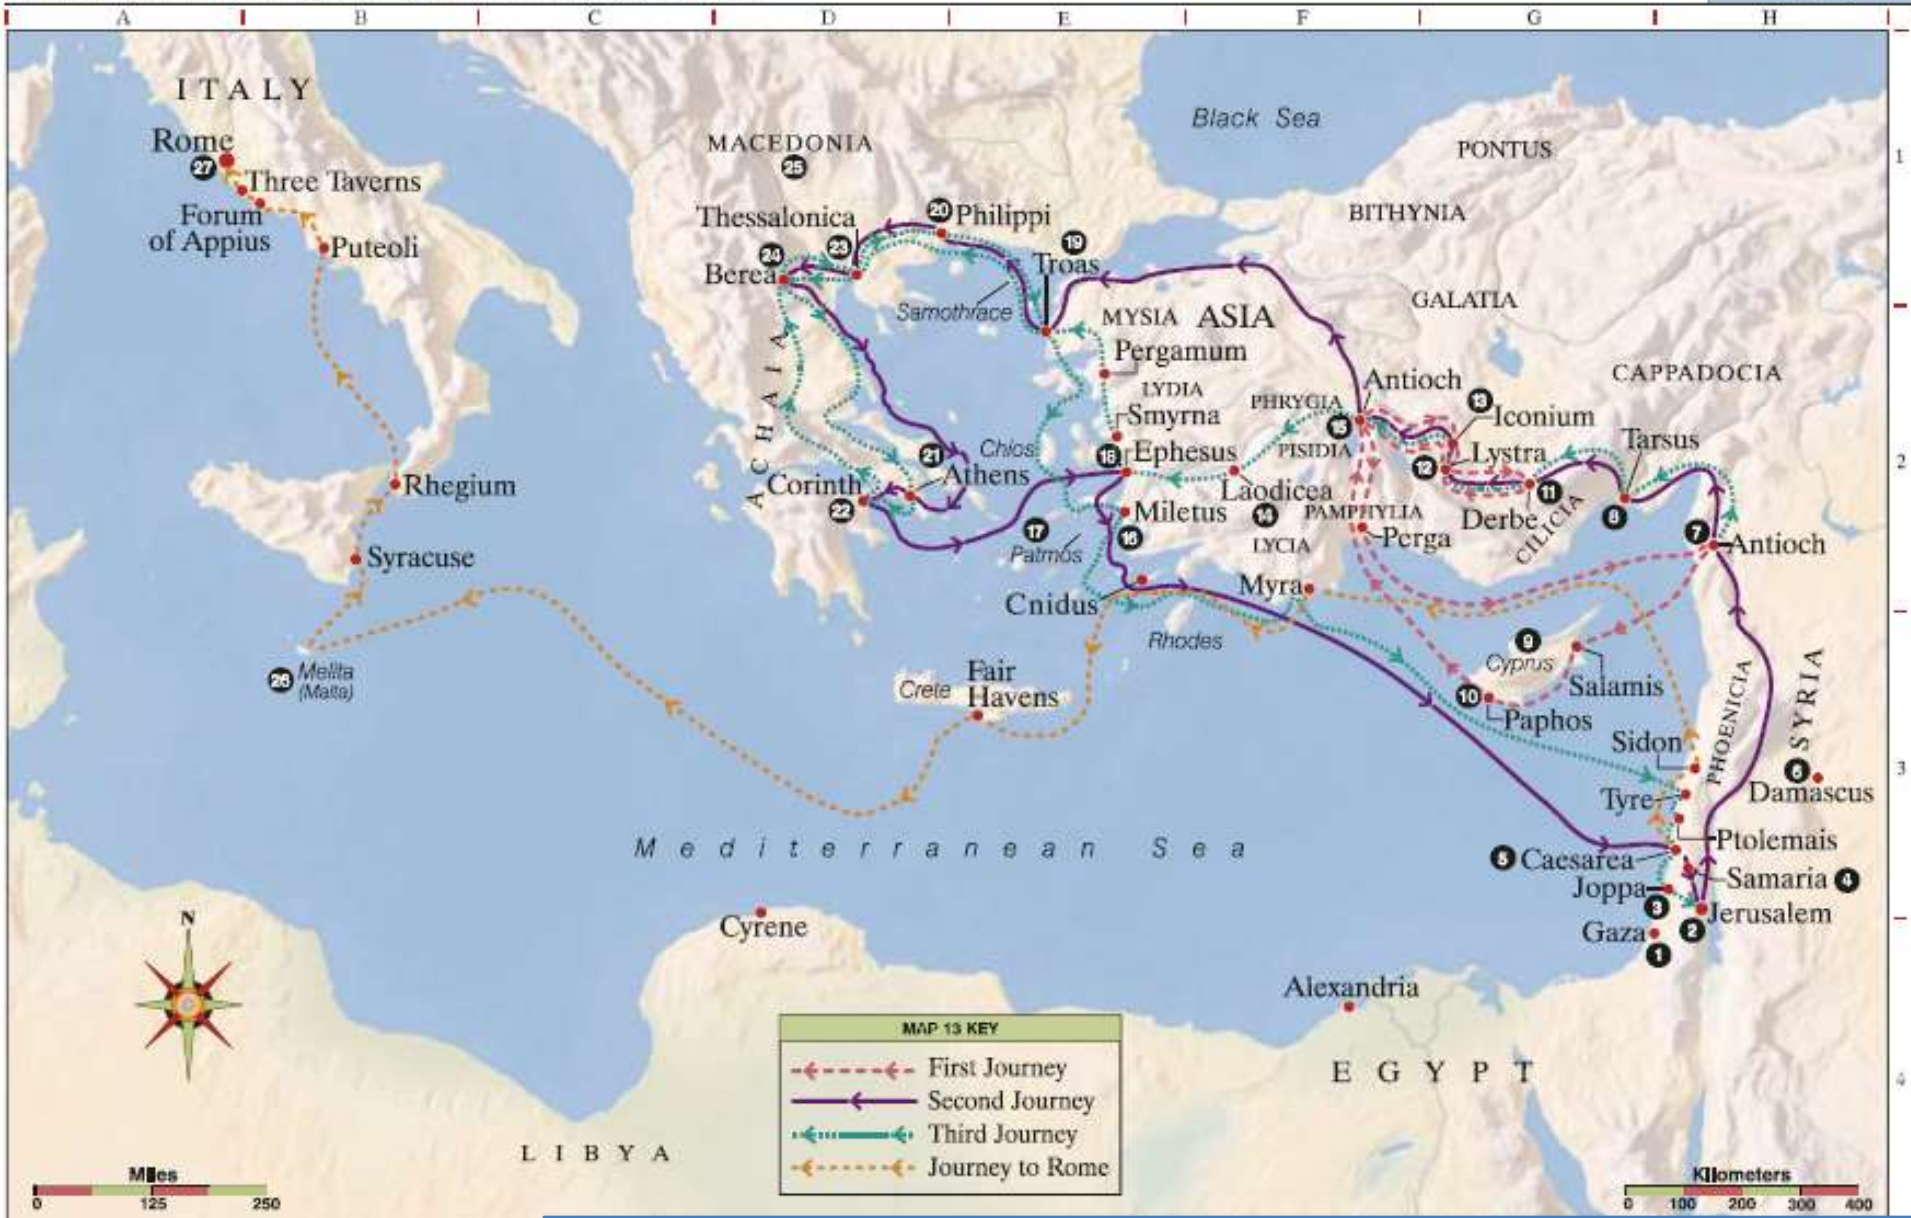 A B C D E F G H
ITALY
Black Sea
Rome
MACEDONIA
PONTUS
1
25
27
Three Taverns
Forum
of Appius
Thessalonica
20 Philippi
BITHYNIA
Puteoli
23
19
24
Berea
Troas
Samothrace
GALATIA
MYSIA ASIA
Pergamum
CAPPADOCIA
LYDIA
Antioch
PHRYGIA
13
Iconium
Smyrna
15
ACHAIA
21
Chios
18
Ephesus
PISIDIA
Tarsus
12
Lystra
2
Athens
Corinth
22
Rhegium
Laodicea
11
Miletus
14
PAMPHYLIA
Derbe
CILICIA
8
17
16
Patmos
LYCIA
Perga
7
Antioch
Syracuse
Cnidus
Myra
Rhodes
9
Cyprus
26
Melita
(Malta)
Fair
Havens
Crete
Salamis
10
Paphos
PHOENICIA
SYRIA
Sidon
3
6
Tyre
Damascus
Mediterranean Sea
Ptolemais
5
Caesarea
Joppa
Samaria 4
3
Jerusalem
2
N
Cyrene
Gaza
1
Alexandria
MAP 13 KEY
First Journey
Second Journey
Third Journey
Journey to Rome
EGYPT
4
LIBYA
Miles
0 125 250
Kilometers
0 100 200 300 400